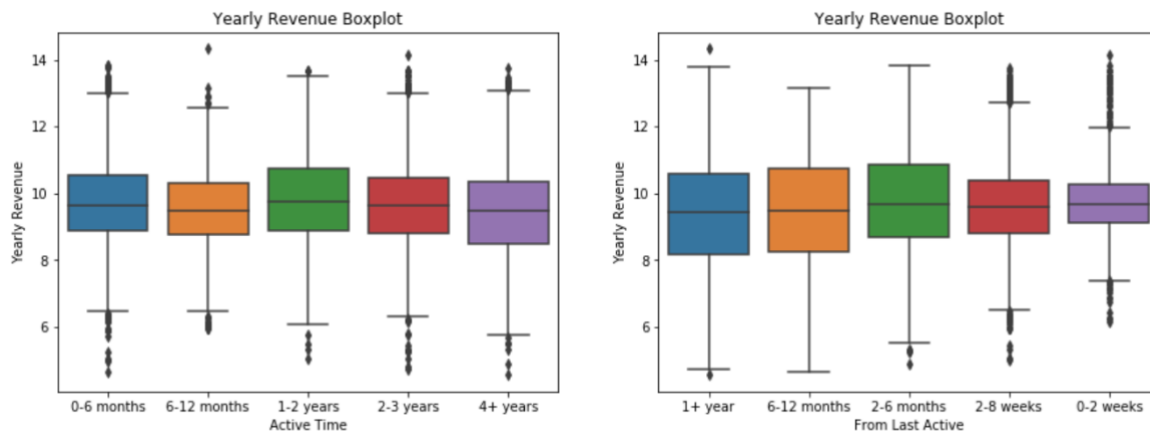 Yearly Revenue Boxplot
Yearly Revenue
14
12
10
8
6
0-6 months 6-12 months 1-2 years 2-3 years 4+ years
Active Time
Yearly Revenue Boxplot
Yearly Revenue
14
12
10
8
6
1+ year 6-12 months 2-6 months 2-8 weeks 0-2 weeks
From Last Active